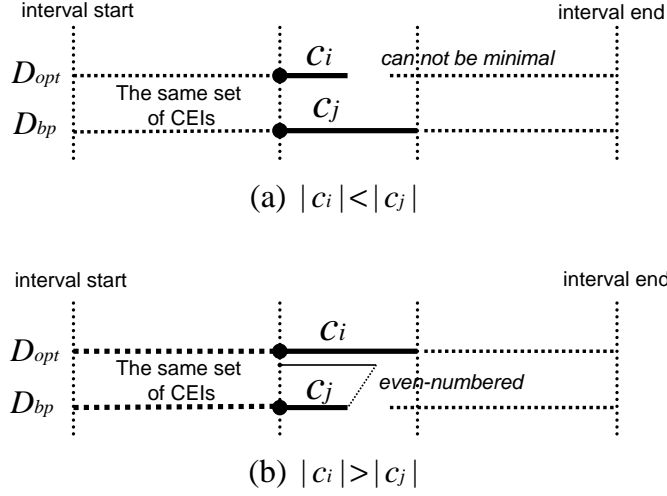 interval start interval end
D_opt c_i can not be minimal
The same set
of CEIs
D_bp c_j
(a) | c_i | < | c_j |
interval start interval end
D_opt c_i
The same set
of CEIs
D_bp c_j even-numbered
(b) | c_i | > | c_j |